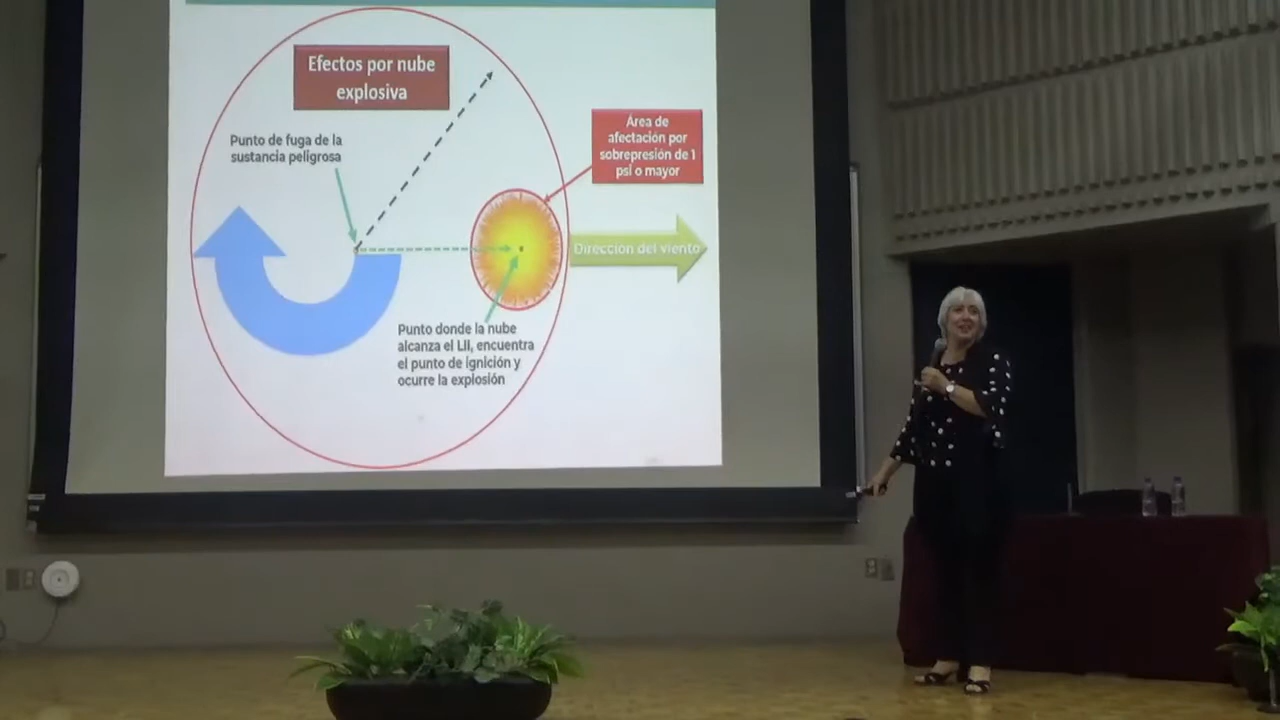 Efectos por nube
explosiva
Punto de fuga de la
sustancia peligrosa
Área de
afectación por
sobrepresión de 1
psi o mayor
Dirección del viento
Punto donde la nube
alcanza el LII, encuentra
el punto de ignición y
ocurre la explosión